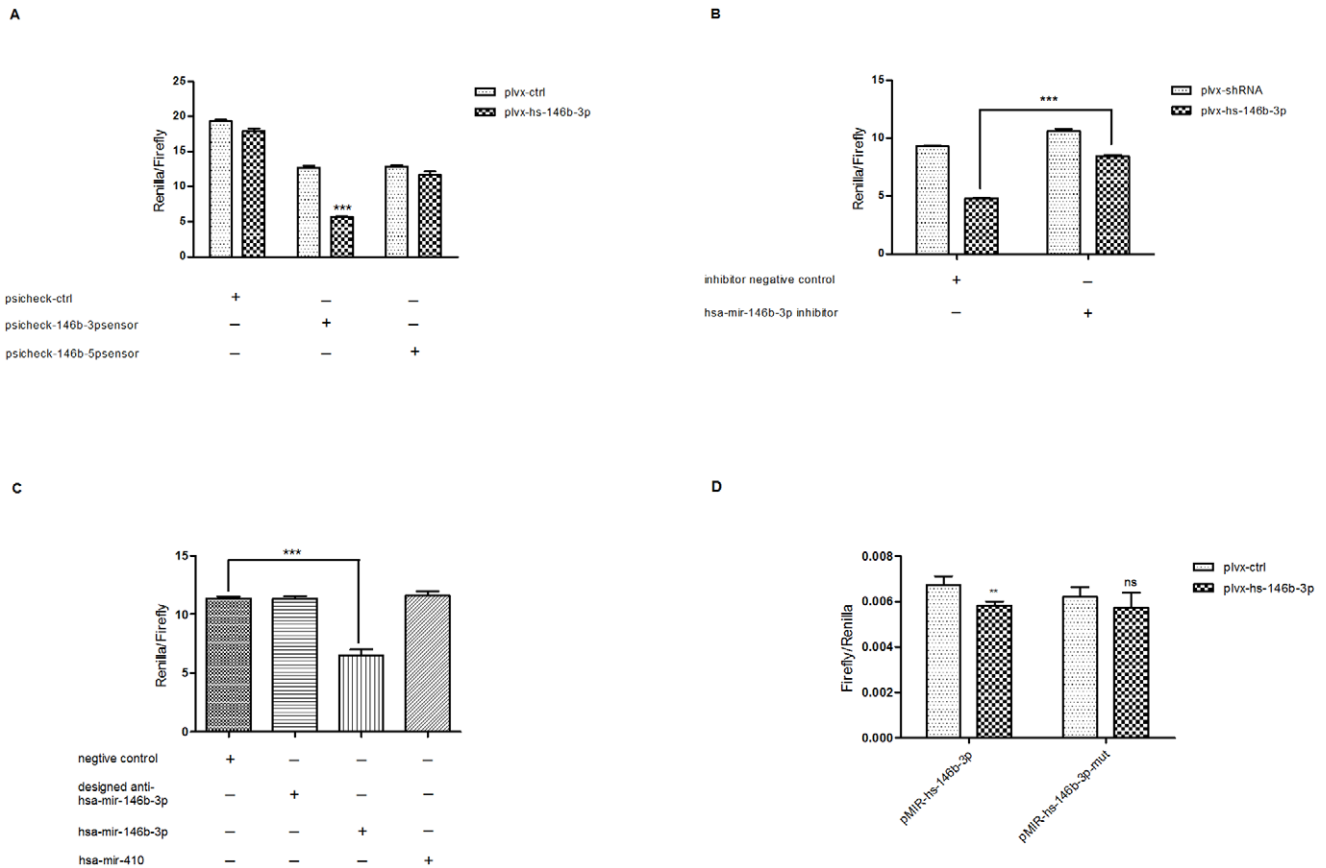 A
25
20
15
10
5
0
Renilla/Firefly
plvx-ctrl
plvx-hs-146b-3p
***
psicheck-ctrl + – –
psicheck-146b-3psensor – + –
psicheck-146b-5psensor – – +
B
15
10
5
0
Renilla/Firefly
plvx-shRNA
plvx-hs-146b-3p
***
inhibitor negative control + –
hsa-mir-146b-3p inhibitor – +
C
15
10
5
0
Renilla/Firefly
***
negtive control + – – –
designed anti-
hsa-mir-146b-3p – + – –
hsa-mir-146b-3p – – + –
hsa-mir-410 – – – +
D
0.008
0.006
0.004
0.002
0.000
Firefly/Renilla
plvx-ctrl
plvx-hs-146b-3p
**
ns
pMIR-hs-146b-3p
pMIR-hs-146b-3p-mut